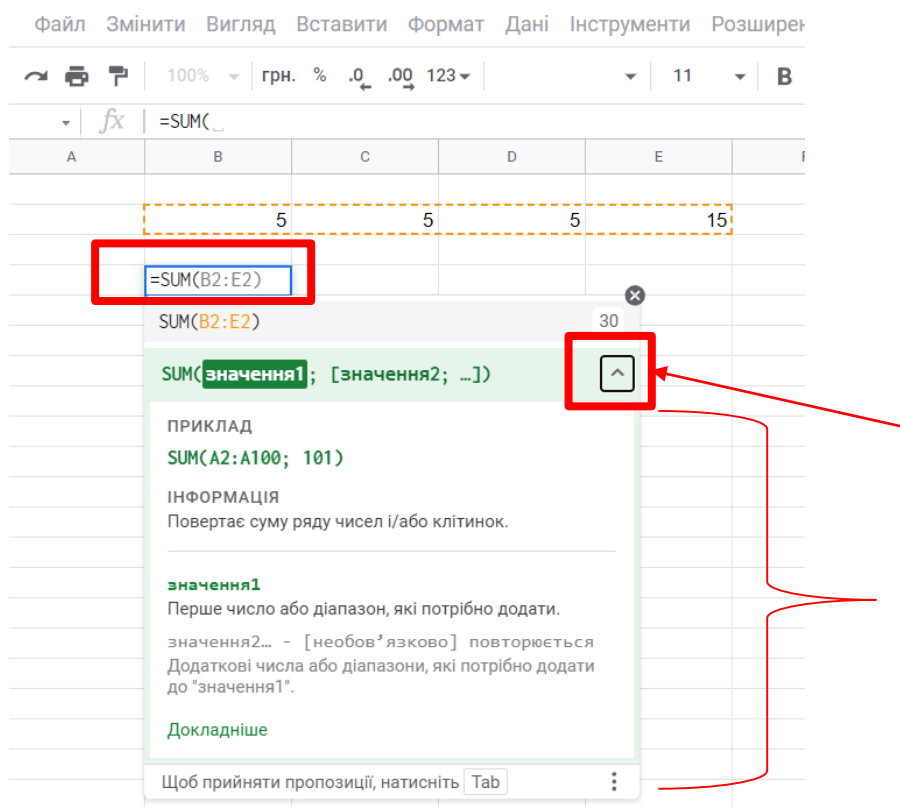 Файл Змінити Вигляд Вставити Формат Дані Інструменти Розширен
100% грн. % .0 .00 123 11 B
fx =SUM(
A B C D E F
5 5 5 15
=SUM(B2:E2)
SUM(B2:E2) 30
SUM(значення1; [значення2; …])
ПРИКЛАД
SUM(A2:A100; 101)
ІНФОРМАЦІЯ
Повертає суму ряду чисел і/або клітинок.
значення1
Перше число або діапазон, які потрібно додати.
значення2… - [необов’язково] повторюється
Додаткові числа або діапазони, які потрібно додати
до "значення1".
Докладніше
Щоб прийняти пропозиції, натисніть Tab